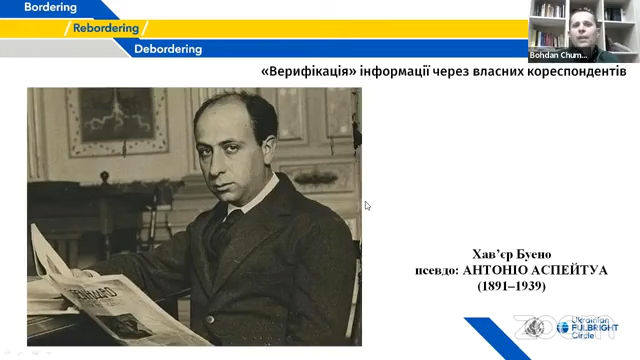 Bordering
Rebordering
Debordering
Bohdan Chum...
«Верифікація» інформації через власних кореспондентів
Хав’єр Буено
псевдо: АНТОНІО АСПЕЙТУА
(1891–1939)
zoom
Ukrainian
FULBRIGHT
Circle